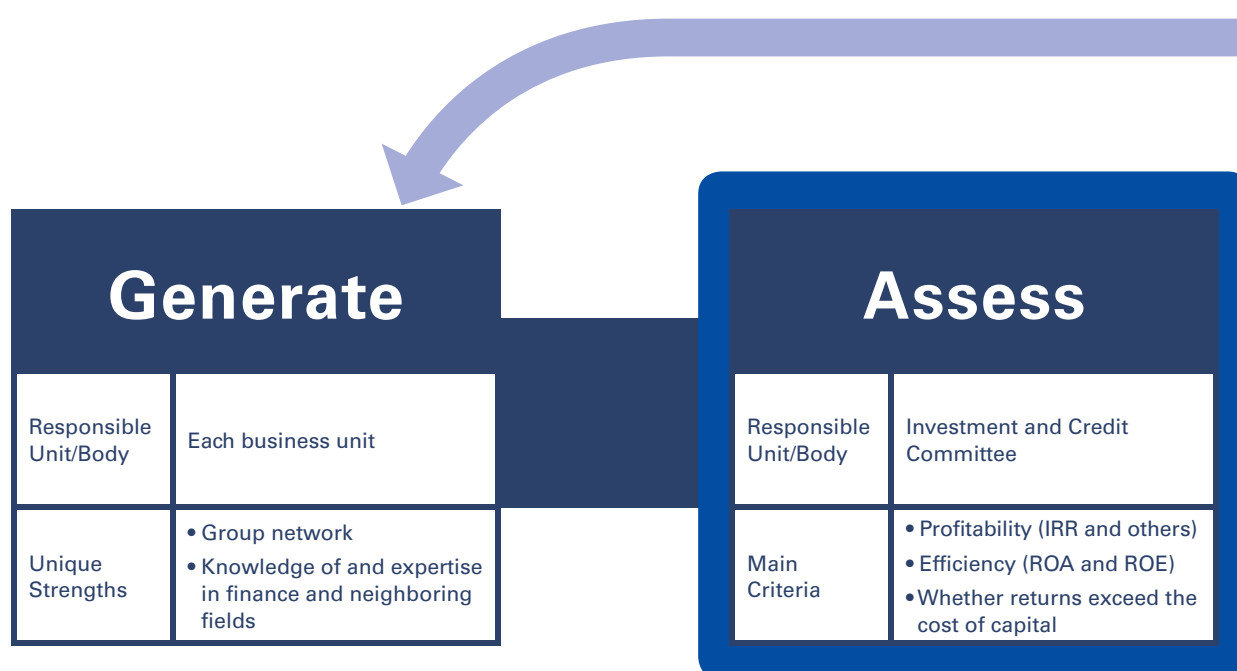 Generate
Responsible
Unit/Body
Each business unit
Unique
Strengths
• Group network
• Knowledge of and expertise
in finance and neighboring
fields
Assess
Responsible
Unit/Body
Investment and Credit
Committee
Main
Criteria
• Profitability (IRR and others)
• Efficiency (ROA and ROE)
• Whether returns exceed the
cost of capital